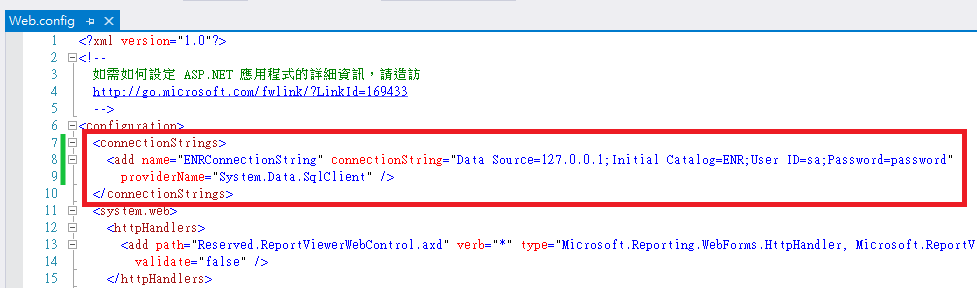 Web.config
1 <?xml version="1.0"?>
2 <!--
3 如需如何設定 ASP.NET 應用程式的詳細資訊，請造訪
4 http://go.microsoft.com/fwlink/?LinkId=169433
5 -->
6 <configuration>
7 <connectionStrings>
8 <add name="ENRConnectionString" connectionString="Data Source=127.0.0.1;Initial Catalog=ENR;User ID=sa;Password=password"
9 providerName="System.Data.SqlClient" />
10 </connectionStrings>
11 <system.web>
12 <httpHandlers>
13 <add path="Reserved.ReportViewerWebControl.axd" verb="*" type="Microsoft.Reporting.WebForms.HttpHandler, Microsoft.ReportV
14 validate="false" />
15 </httpHandlers>